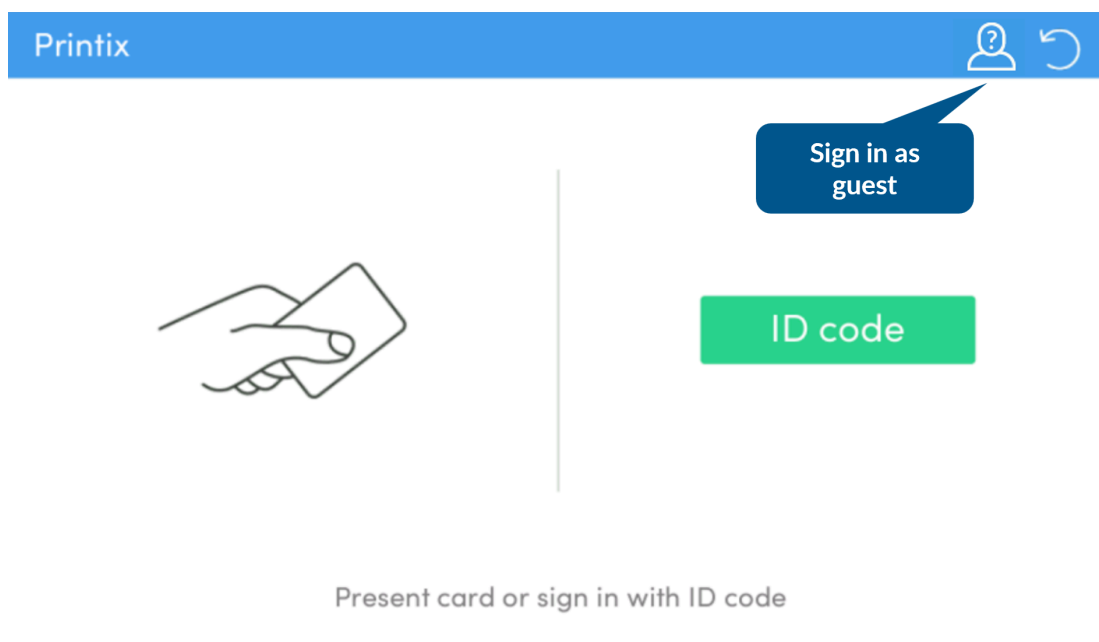 Printix
?
Sign in as
guest
ID code
Present card or sign in with ID code